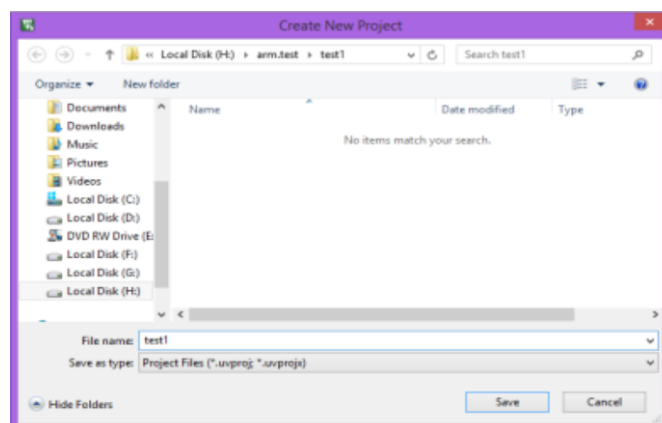 Create New Project
« Local Disk (H:) ▸ arm.test ▸ test1
Search test1
Organize
New folder
Name
Date modified
Type
No items match your search.
Documents
Downloads
Music
Pictures
Videos
Local Disk (C:)
Local Disk (D:)
DVD RW Drive (E:
Local Disk (F:)
Local Disk (G:)
Local Disk (H:)
File name: test1
Save as type: Project Files (*.uvproj; *.uvprojx)
Hide Folders
Save
Cancel